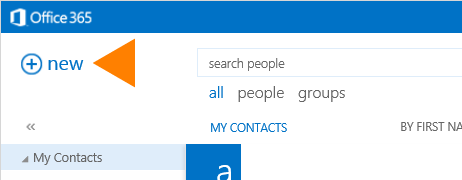 Office 365
new
search people
all people groups
MY CONTACTS BY FIRST NA
My Contacts
a